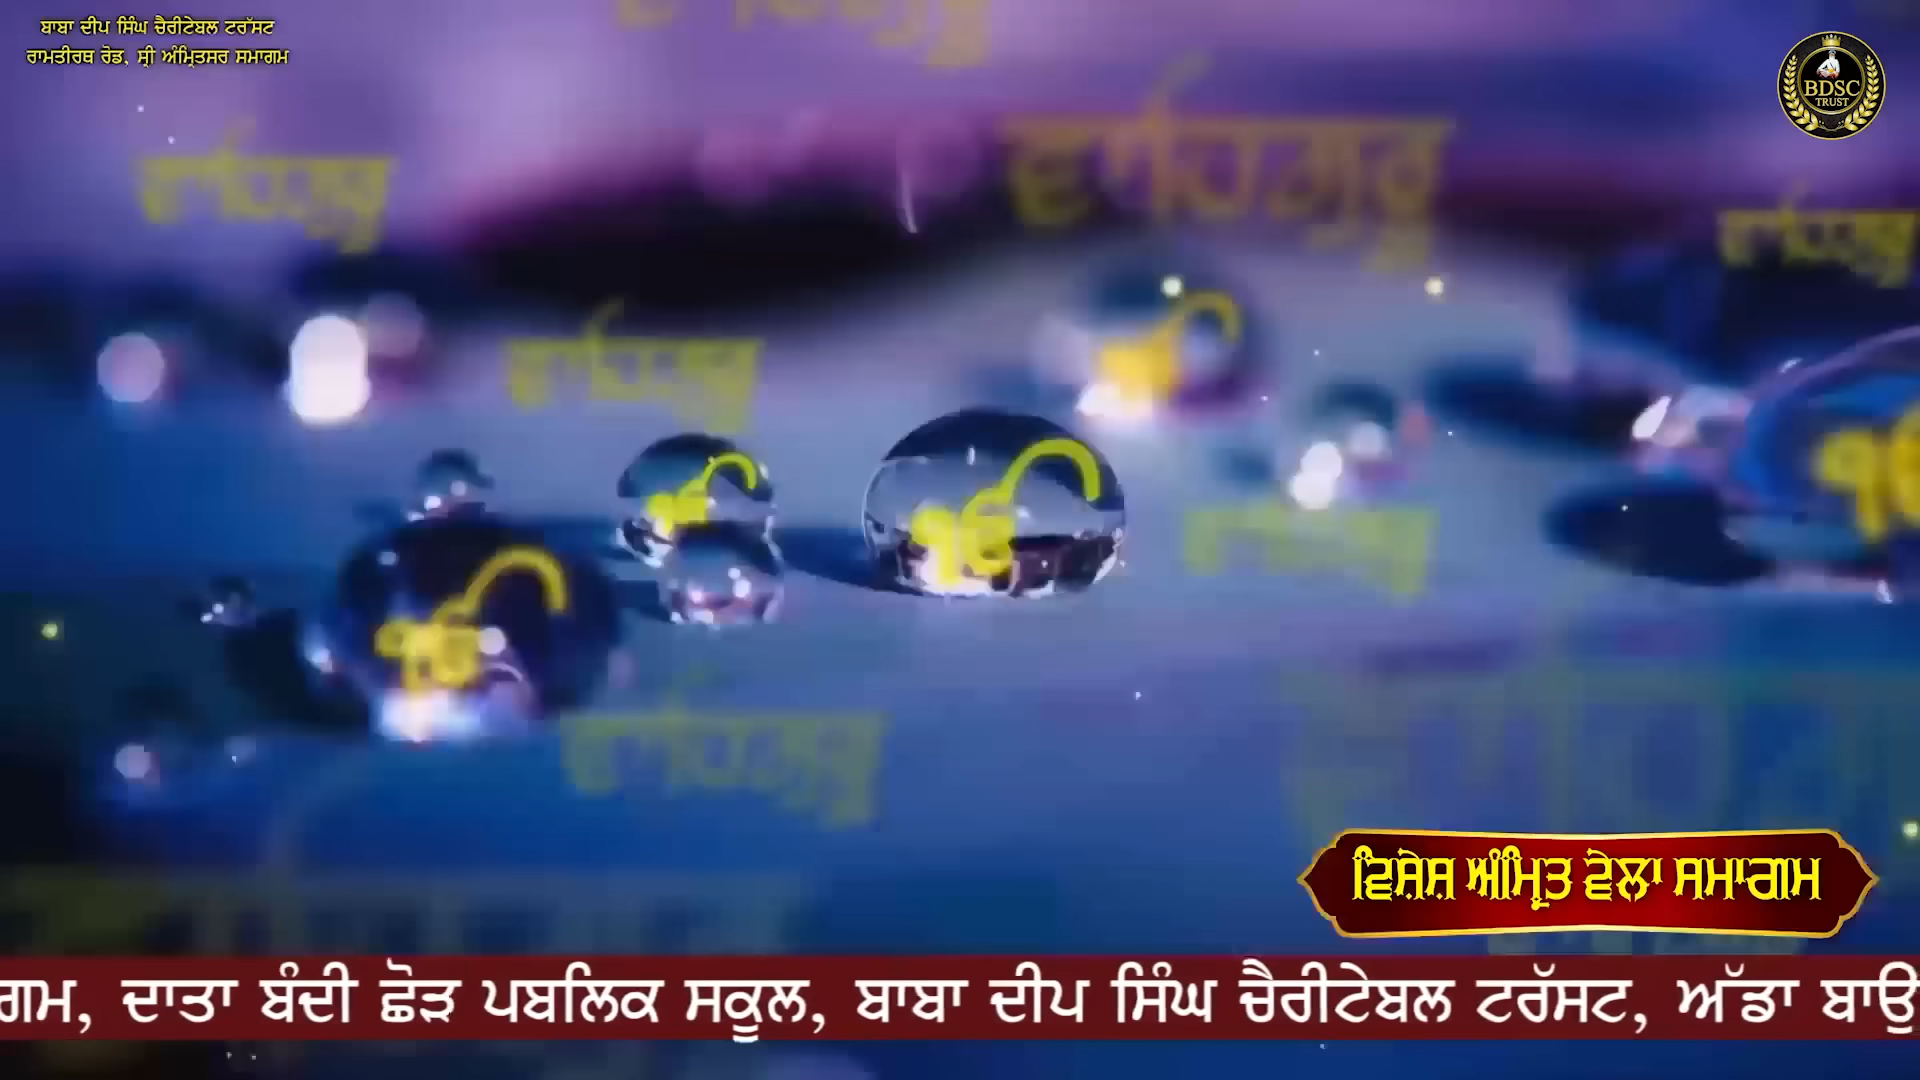 ਬਾਬਾ ਦੀਪ ਸਿੰਘ ਚੈਰੀਟੇਬਲ ਟਰੱਸਟ
ਰਾਮਤੀਰਥ ਰੋਡ, ਸ੍ਰੀ ਅੰਮ੍ਰਿਤਸਰ ਸਮਾਗਮ
BDSC
TRUST
ਵਾਹਿਗੁਰੂ
ਵਾਹਿਗੁਰੂ
ਵਾਹਿਗੁਰੂ
ਵਾਹਿਗੁਰੂ
ੴ
ੴ
ੴ
ੴ
ਵਾਹਿਗੁਰੂ
ਵਾਹਿਗੁਰੂ
ਵਿਸ਼ੇਸ਼ ਅੰਮ੍ਰਿਤ ਵੇਲਾ ਸਮਾਗਮ
ਗਮ, ਦਾਤਾ ਬੰਦੀ ਛੋੜ ਪਬਲਿਕ ਸਕੂਲ, ਬਾਬਾ ਦੀਪ ਸਿੰਘ ਚੈਰੀਟੇਬਲ ਟਰੱਸਟ, ਅੱਡਾ ਬਾਉ